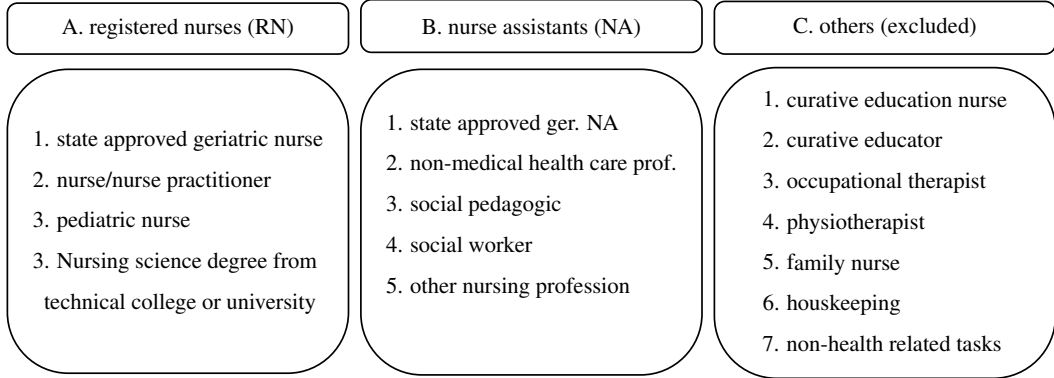 A. registered nurses (RN)
1. state approved geriatric nurse
2. nurse/nurse practitioner
3. pediatric nurse
3. Nursing science degree from
technical college or university
B. nurse assistants (NA)
1. state approved ger. NA
2. non-medical health care prof.
3. social pedagogic
4. social worker
5. other nursing profession
C. others (excluded)
1. curative education nurse
2. curative educator
3. occupational therapist
4. physiotherapist
5. family nurse
6. houskeeping
7. non-health related tasks